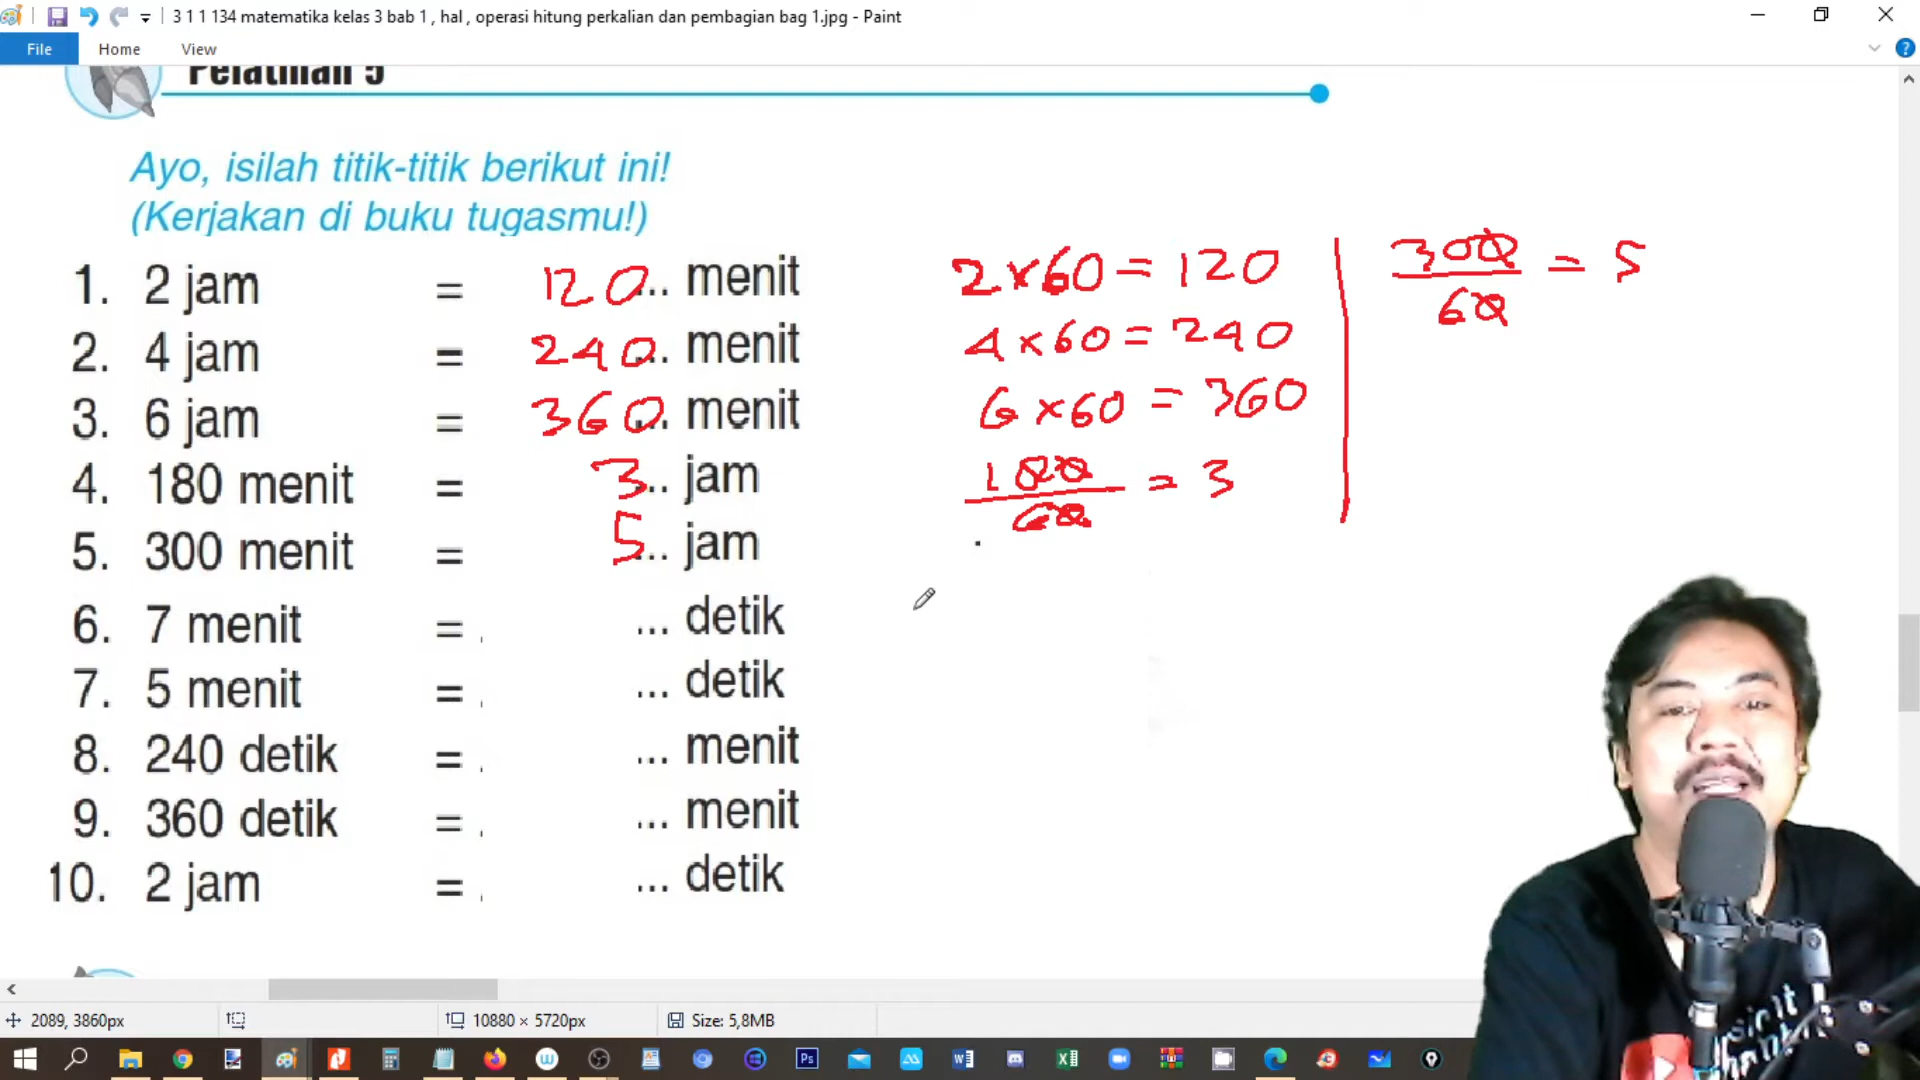 3 1 1 134 matematika kelas 3 bab 1 , hal , operasi hitung perkalian dan pembagian bag 1.jpg - Paint
File Home View
Pelatihan 5
Ayo, isilah titik-titik berikut ini!
(Kerjakan di buku tugasmu!)
1. 2 jam = 120 ... menit
2. 4 jam = 240 ... menit
3. 6 jam = 360 ... menit
4. 180 menit = 3 ... jam
5. 300 menit = 5 ... jam
6. 7 menit = . ... detik
7. 5 menit = . ... detik
8. 240 detik = . ... menit
9. 360 detik = . ... menit
10. 2 jam = . ... detik
2 x 60 = 120
4 x 60 = 240
6 x 60 = 360
180
60
= 3
300
60
= 5
2089, 3860px 10880 × 5720px Size: 5,8MB